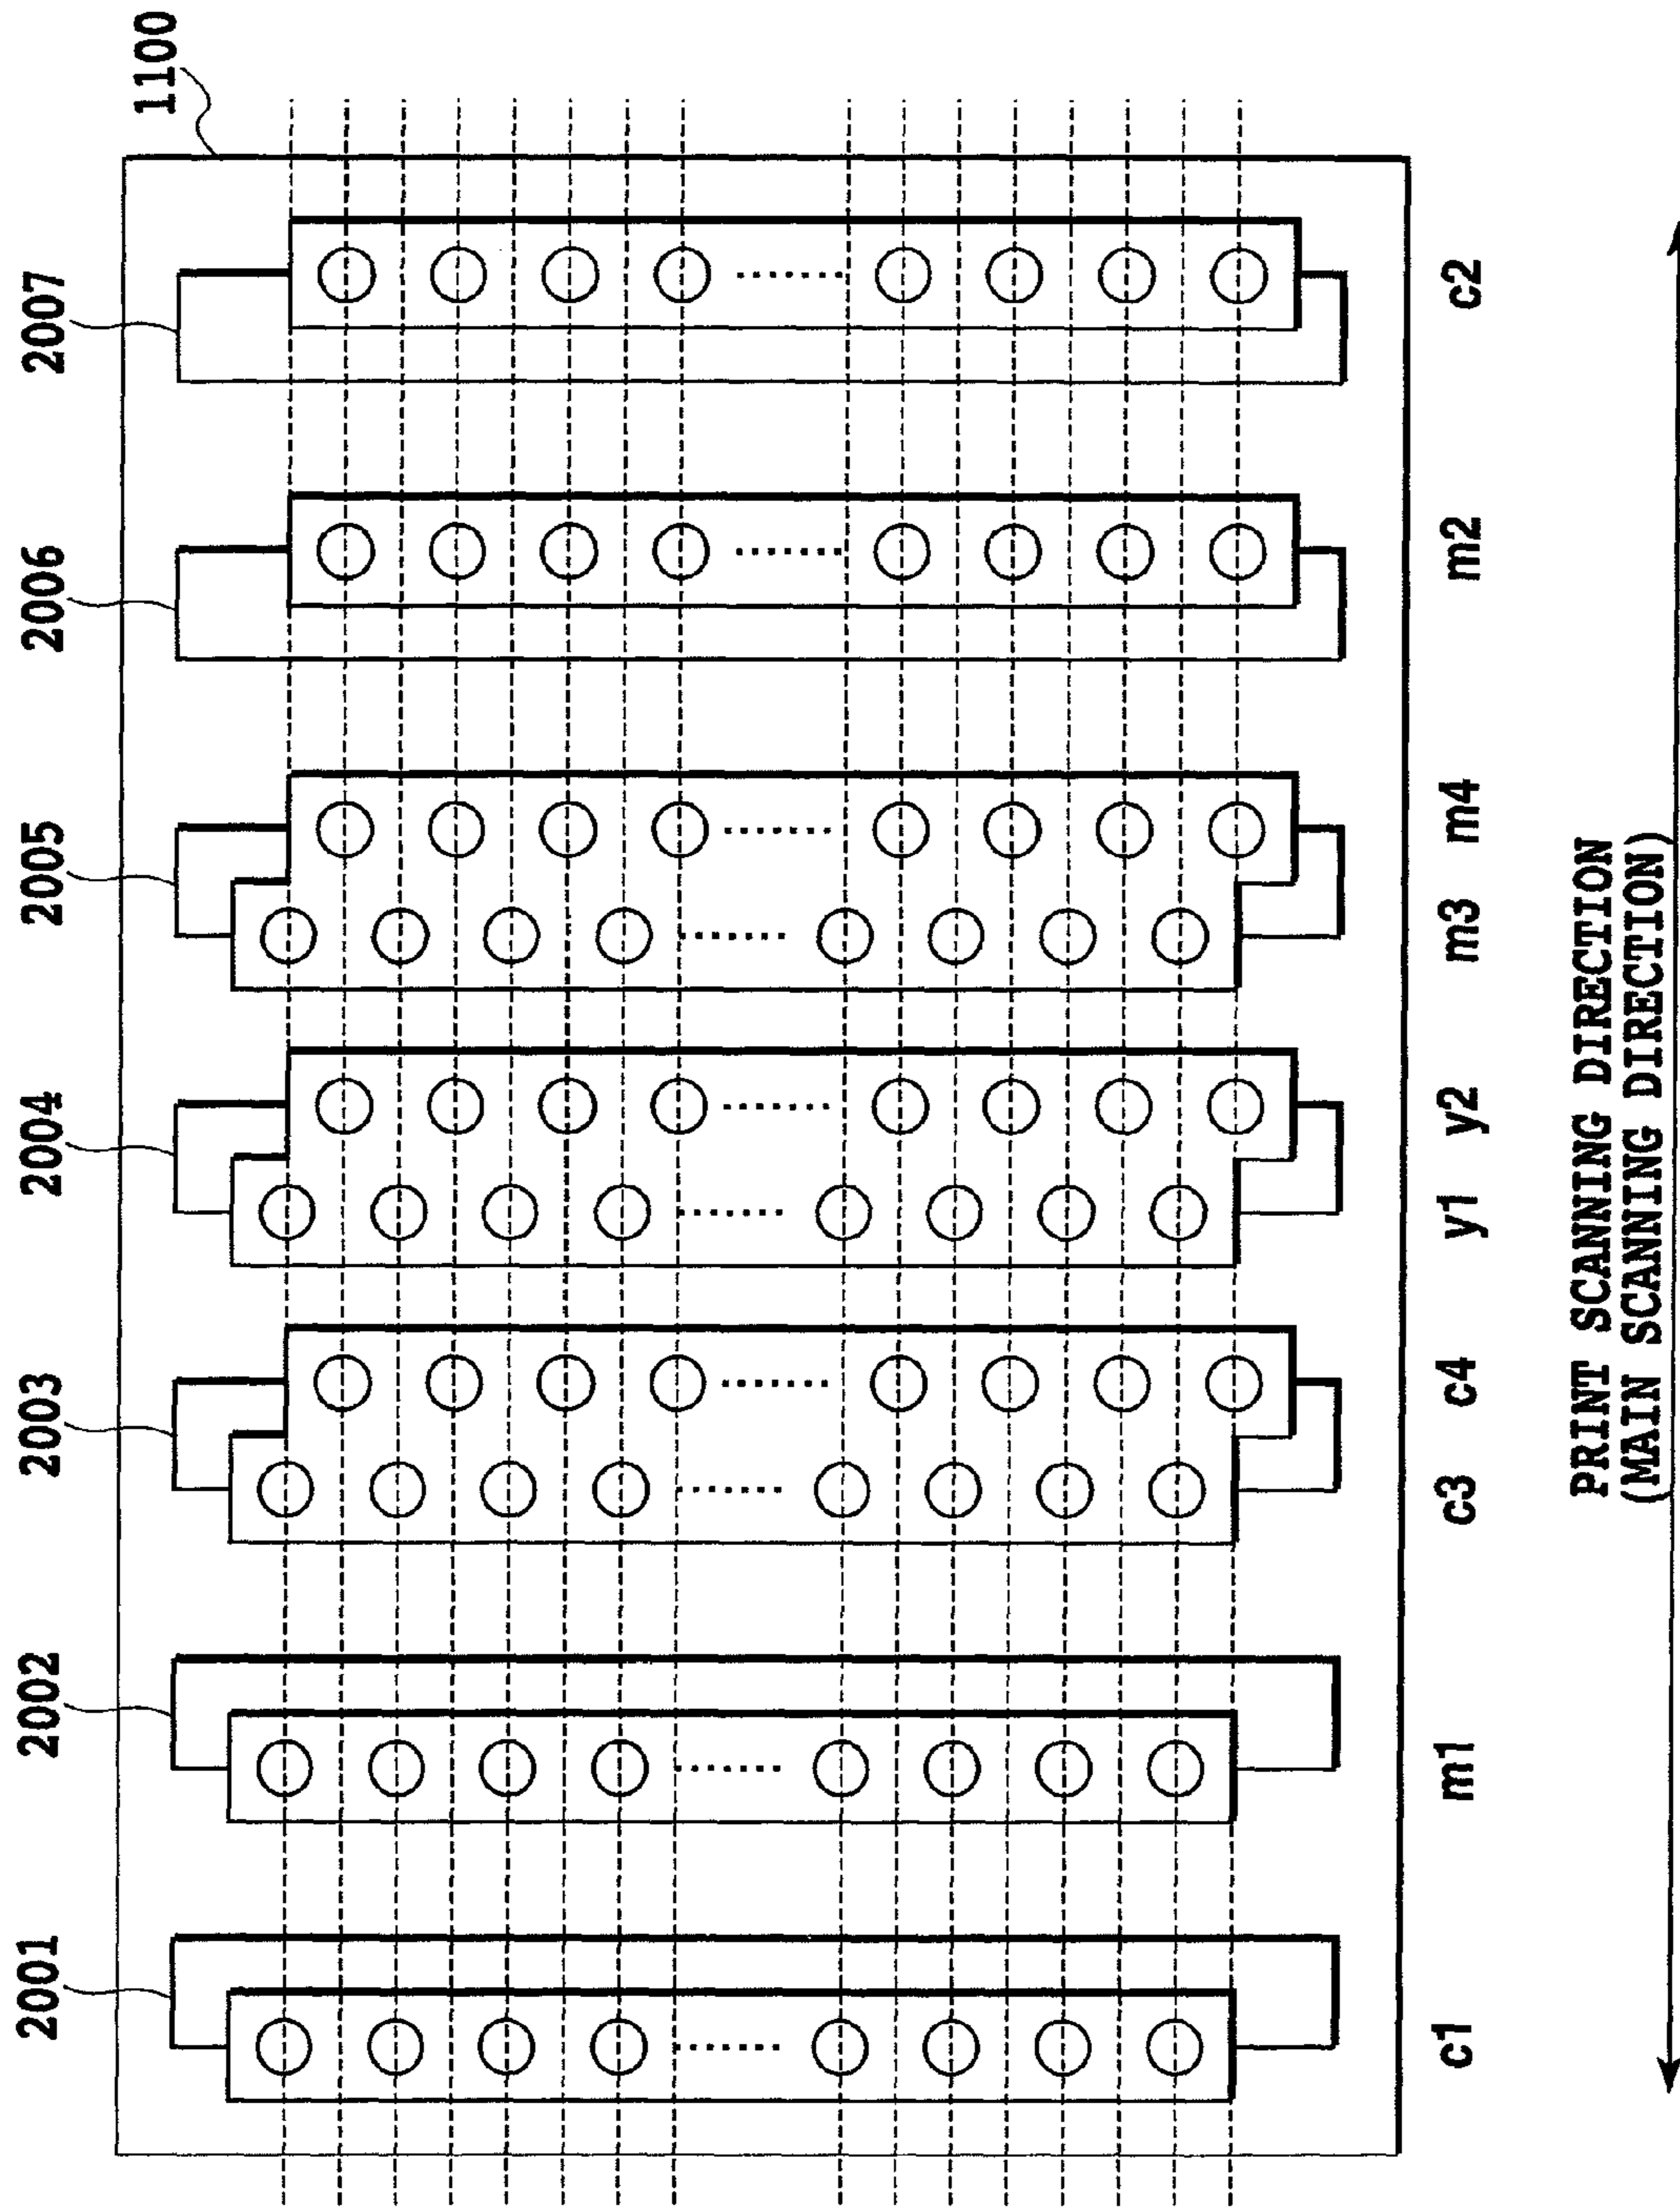 1100
2001
2002
2003
2004
2005
2006
2007
c1
m1
c3
c4
y1
y2
m3
m4
m2
c2
PRINT SCANNING DIRECTION
(MAIN SCANNING DIRECTION)